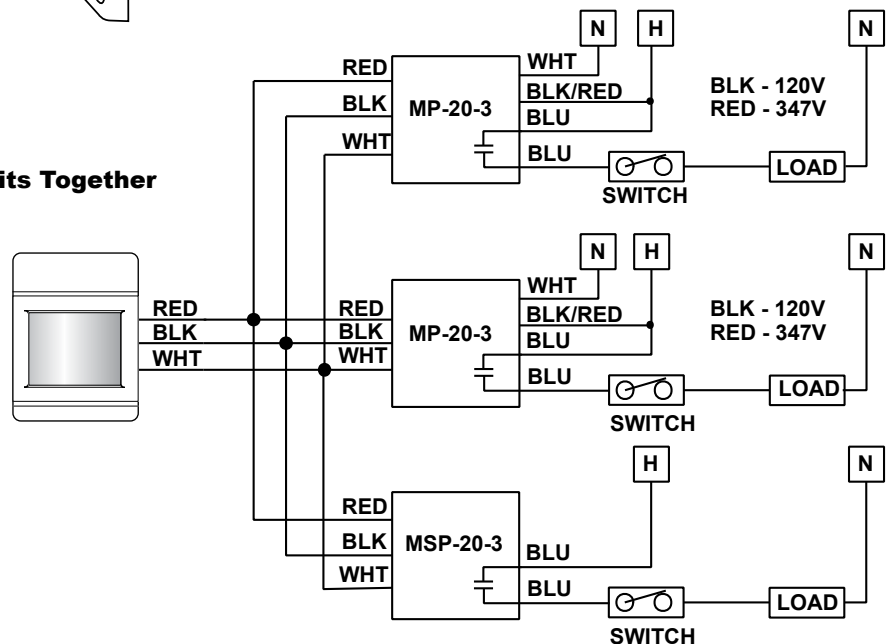 N H N
RED WHT
BLK MP-20-3 BLK/RED BLK - 120V
BLU RED - 347V
WHT BLU LOAD
its Together SWITCH
N H N
RED RED WHT
BLK BLK MP-20-3 BLK/RED BLK - 120V
WHT WHT BLU RED - 347V
BLU LOAD
SWITCH
H N
RED
BLK MSP-20-3 BLU
WHT BLU LOAD
SWITCH